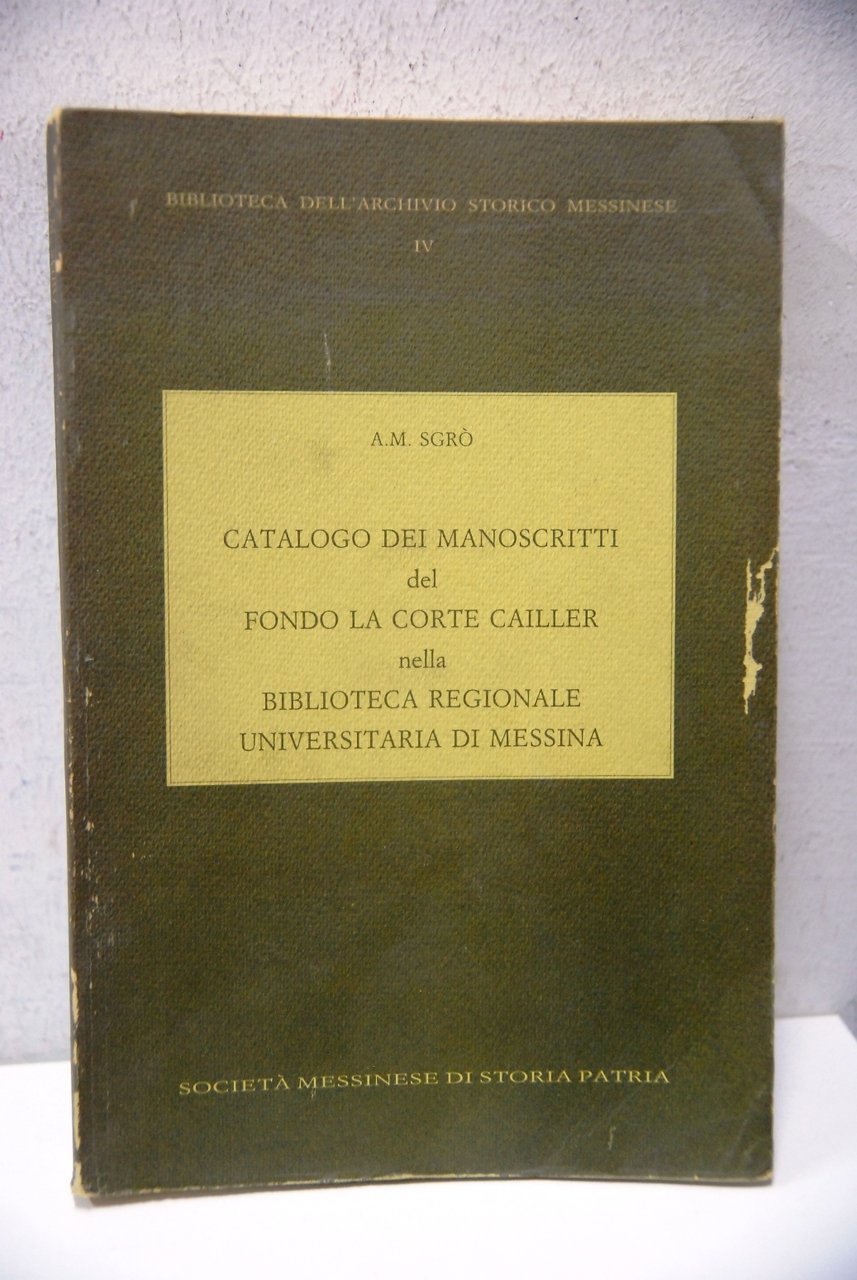 BIBLIOTECA DELL'ARCHIVIO STORICO MESSINESE
IV
A.M. SGRÒ
CATALOGO DEI MANOSCRITTI
del
FONDO LA CORTE CAILLER
nella
BIBLIOTECA REGIONALE
UNIVERSITARIA DI MESSINA
SOCIETÀ MESSINESE DI STORIA PATRIA